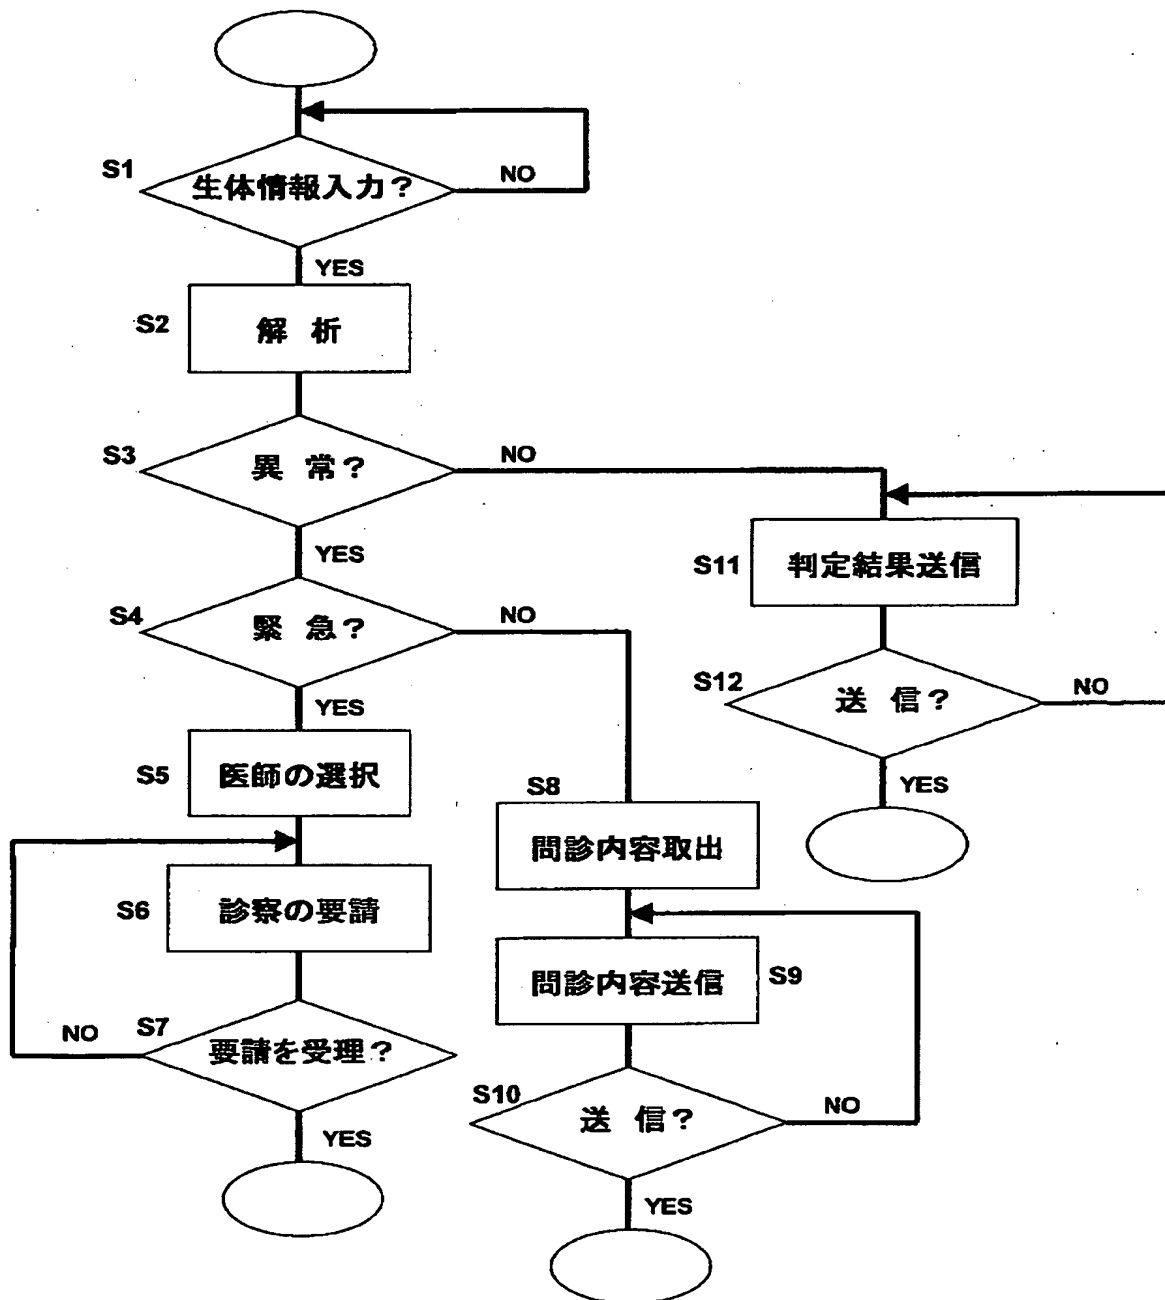 S1
生体情報入力？
NO
YES
S2
解 析
S3
異 常？
NO
YES
S4
緊 急？
NO
YES
S5
医師の選択
S6
診察の要請
S7
要請を受理？
NO
YES
S8
問診内容取出
問診内容送信
S9
S10
送 信？
NO
YES
S11
判定結果送信
S12
送 信？
NO
YES